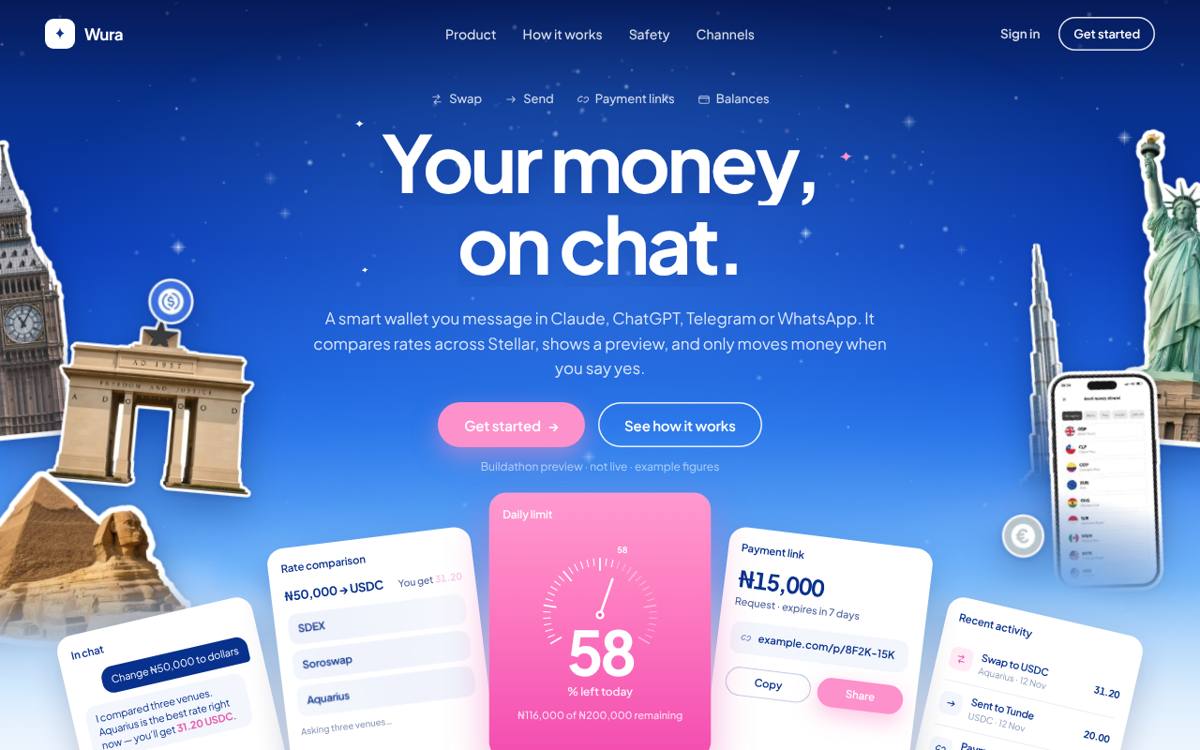 Wura
Product How it works Safety Channels
Sign in Get started
Swap Send Payment links Balances
Your money,
on chat.
A smart wallet you message in Claude, ChatGPT, Telegram or WhatsApp. It
compares rates across Stellar, shows a preview, and only moves money when
you say yes.
Get started → See how it works
Buildathon preview · not live · example figures
AD 1957
FREEDOM AND JUSTICE
In chat
Change ₦50,000 to dollars
I compared three venues.
Aquarius is the best rate right
now — you'll get 31.20 USDC.
Rate comparison
₦50,000 → USDC You get 31.20
SDEX
Soroswap
Aquarius
Asking three venues…
Daily limit
58
58
% left today
₦116,000 of ₦200,000 remaining
Payment link
₦15,000
Request · expires in 7 days
example.com/p/8F2K-15K
Copy Share
Recent activity
Swap to USDC
Aquarius · 12 Nov
31.20
Sent to Tunde
USDC · 12 Nov
20.00